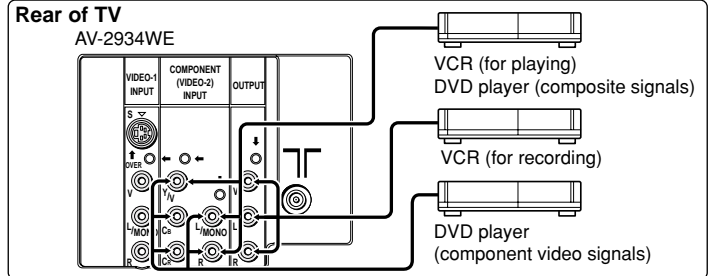 Rear of TV
AV-2934WE
VIDEO-1
INPUT
COMPONENT
(VIDEO-2)
INPUT
OUTPUT
S
OVER
V
Y/V
V
L/MONO
CB
L/MONO
L
R
CR
R
R
VCR (for playing)
DVD player (composite signals)
VCR (for recording)
DVD player
(component video signals)